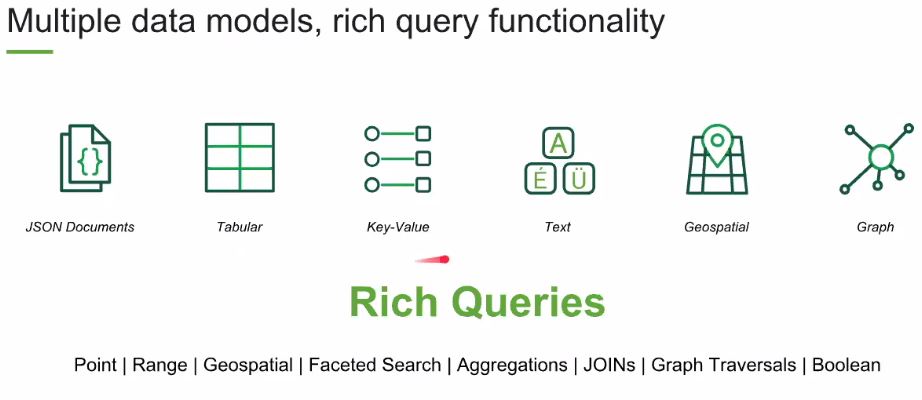 Multiple data models, rich query functionality
{}
A
É Ü
JSON Documents Tabular Key-Value Text Geospatial Graph
Rich Queries
Point | Range | Geospatial | Faceted Search | Aggregations | JOINs | Graph Traversals | Boolean